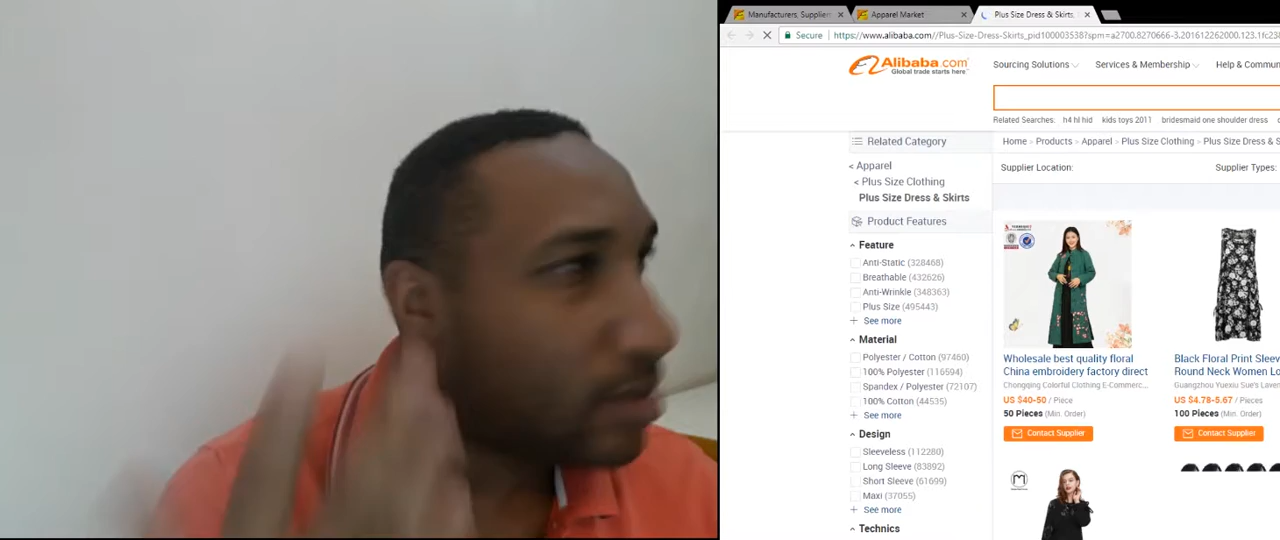 Manufacturers, Supplier
Apparel Market
Plus Size Dress & Skirts,
Secure
https://www.alibaba.com//Plus-Size-Dress-Skirts_pid100003538?spm=a2700.8270666-3.201612262000.123.1fc238
Alibaba.com
Global trade starts here
Sourcing Solutions
Services & Membership
Help & Commun
Related Searches: h4 hl hid kids toys 2011 bridesmaid one shoulder dress
Related Category
Home > Products > Apparel > Plus Size Clothing > Plus Size Dress & S
< Apparel
< Plus Size Clothing
Plus Size Dress & Skirts
Supplier Location:
Supplier Types:
Product Features
Feature
Anti-Static (328468)
Breathable (432626)
Anti-Wrinkle (348363)
Plus Size (495443)
See more
Material
Polyester / Cotton (97460)
100% Polyester (116594)
Spandex / Polyester (72107)
100% Cotton (44535)
See more
Design
Sleeveless (112280)
Long Sleeve (83892)
Short Sleeve (61699)
Maxi (37055)
See more
Technics
Wholesale best quality floral
China embroidery factory direct
Chongqing Colorful Clothing E-Commerc...
US $40-50 / Piece
50 Pieces (Min. Order)
Contact Supplier
Black Floral Print Sleev
Round Neck Women Lo
Guangzhou Yuexiu Sue's Laven
US $4.78-5.67 / Piece
100 Pieces (Min. Order)
Contact Supplier